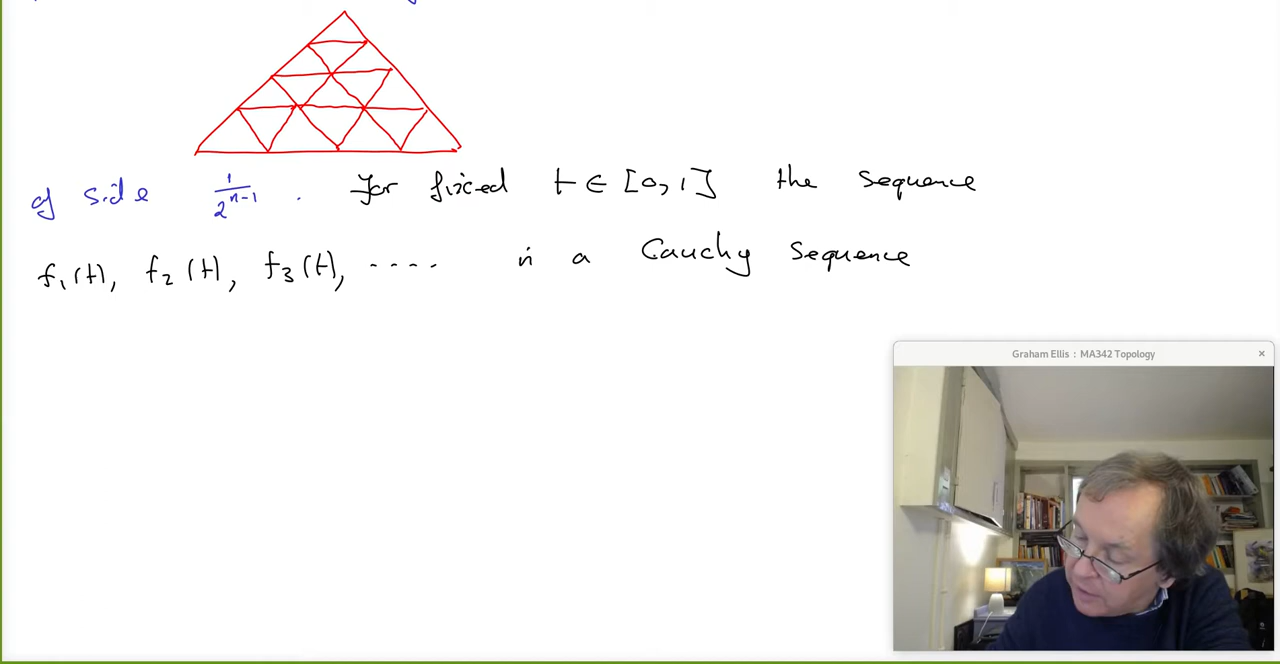 of side 1/2^{n-1} . For fixed t ∈ [0,1] the sequence
f₁(t), f₂(t), f₃(t), .... is a Cauchy sequence
Graham Ellis : MA342 Topology